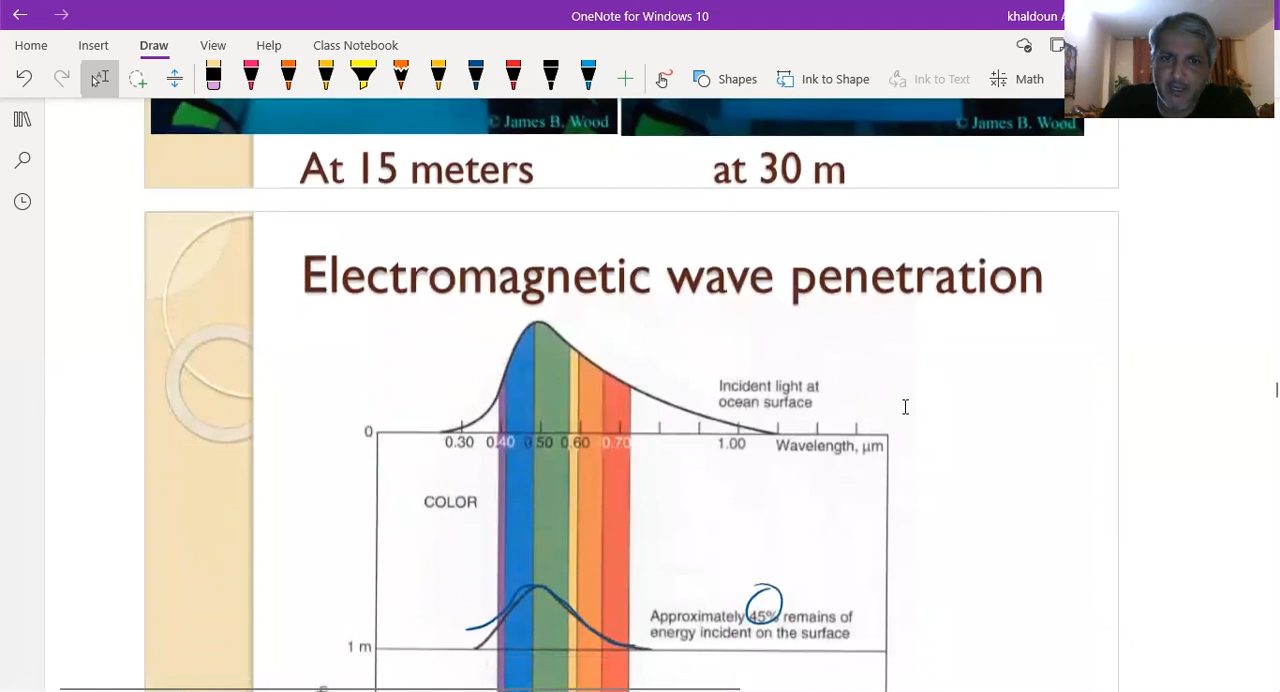 OneNote for Windows 10
khaldoun A
Home Insert Draw View Help Class Notebook
Shapes Ink to Shape Ink to Text Math
© James B. Wood © James B. Wood
At 15 meters at 30 m
Electromagnetic wave penetration
Incident light at
ocean surface
0
0.30 0.40 0.50 0.60 0.70 1.00 Wavelength, µm
COLOR
Approximately 45% remains of
energy incident on the surface
1 m